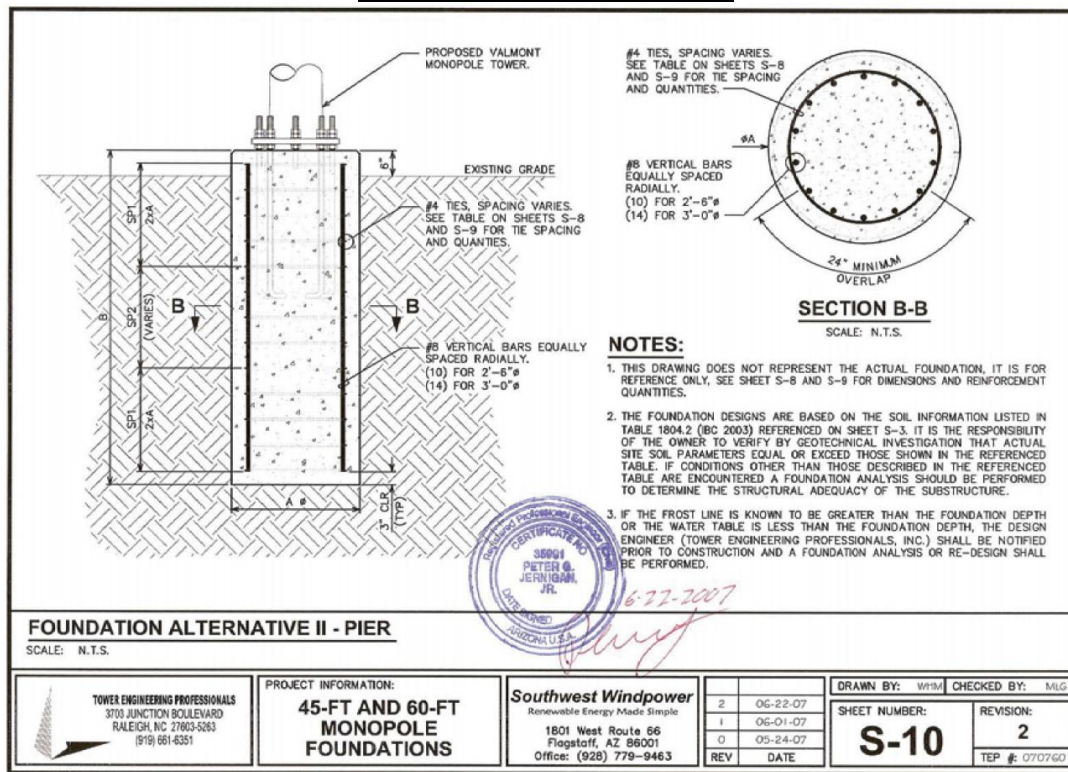 PROPOSED VALMONT
MONOPOLE TOWER.
6"
EXISTING GRADE
#4 TIES, SPACING VARIES.
SEE TABLE ON SHEETS S-8
AND S-9 FOR TIE SPACING
AND QUANTIES.
SP1
2xA
B
SP2
(VARIES)
B
B
#8 VERTICAL BARS EQUALLY
SPACED RADIALLY.
(10) FOR 2'-6"ø
(14) FOR 3'-0"ø
SP1
2xA
A ø
3" CLR
(TYP)
#4 TIES, SPACING VARIES.
SEE TABLE ON SHEETS S-8
AND S-9 FOR TIE SPACING
AND QUANTITIES.
øA
#8 VERTICAL BARS
EQUALLY SPACED
RADIALLY.
(10) FOR 2'-6"ø
(14) FOR 3'-0"ø
24" MINIMUM
OVERLAP
SECTION B-B
SCALE: N.T.S.
NOTES:
1. THIS DRAWING DOES NOT REPRESENT THE ACTUAL FOUNDATION, IT IS FOR
REFERENCE ONLY, SEE SHEET S-8 AND S-9 FOR DIMENSIONS AND REINFORCEMENT
QUANTITIES.
2. THE FOUNDATION DESIGNS ARE BASED ON THE SOIL INFORMATION LISTED IN
TABLE 1804.2 (IBC 2003) REFERENCED ON SHEET S-3. IT IS THE RESPONSIBILITY
OF THE OWNER TO VERIFY BY GEOTECHNICAL INVESTIGATION THAT ACTUAL
SITE SOIL PARAMETERS EQUAL OR EXCEED THOSE SHOWN IN THE REFERENCED
TABLE. IF CONDITIONS OTHER THAN THOSE DESCRIBED IN THE REFERENCED
TABLE ARE ENCOUNTERED A FOUNDATION ANALYSIS SHOULD BE PERFORMED
TO DETERMINE THE STRUCTURAL ADEQUACY OF THE SUBSTRUCTURE.
3. IF THE FROST LINE IS KNOWN TO BE GREATER THAN THE FOUNDATION DEPTH
OR THE WATER TABLE IS LESS THAN THE FOUNDATION DEPTH, THE DESIGN
ENGINEER (TOWER ENGINEERING PROFESSIONALS, INC.) SHALL BE NOTIFIED
PRIOR TO CONSTRUCTION AND A FOUNDATION ANALYSIS OR RE-DESIGN SHALL
BE PERFORMED.
Registered Professional Engineer
CERTIFICATE NO
35991
PETER G.
JERNIGAN,
JR.
DATE SIGNED
ARIZONA U.S.A.
6-22-2007
FOUNDATION ALTERNATIVE II - PIER
SCALE: N.T.S.
TOWER ENGINEERING PROFESSIONALS
3703 JUNCTION BOULEVARD
RALEIGH, NC 27603-5263
(919) 661-6351
PROJECT INFORMATION:
45-FT AND 60-FT
MONOPOLE
FOUNDATIONS
Southwest Windpower
Renewable Energy Made Simple
1801 West Route 66
Flagstaff, AZ 86001
Office: (928) 779-9463
2 06-22-07
1 06-01-07
0 05-24-07
REV DATE
DRAWN BY: WHM CHECKED BY: MLG
SHEET NUMBER:
S-10
REVISION:
2
TEP #: 070760